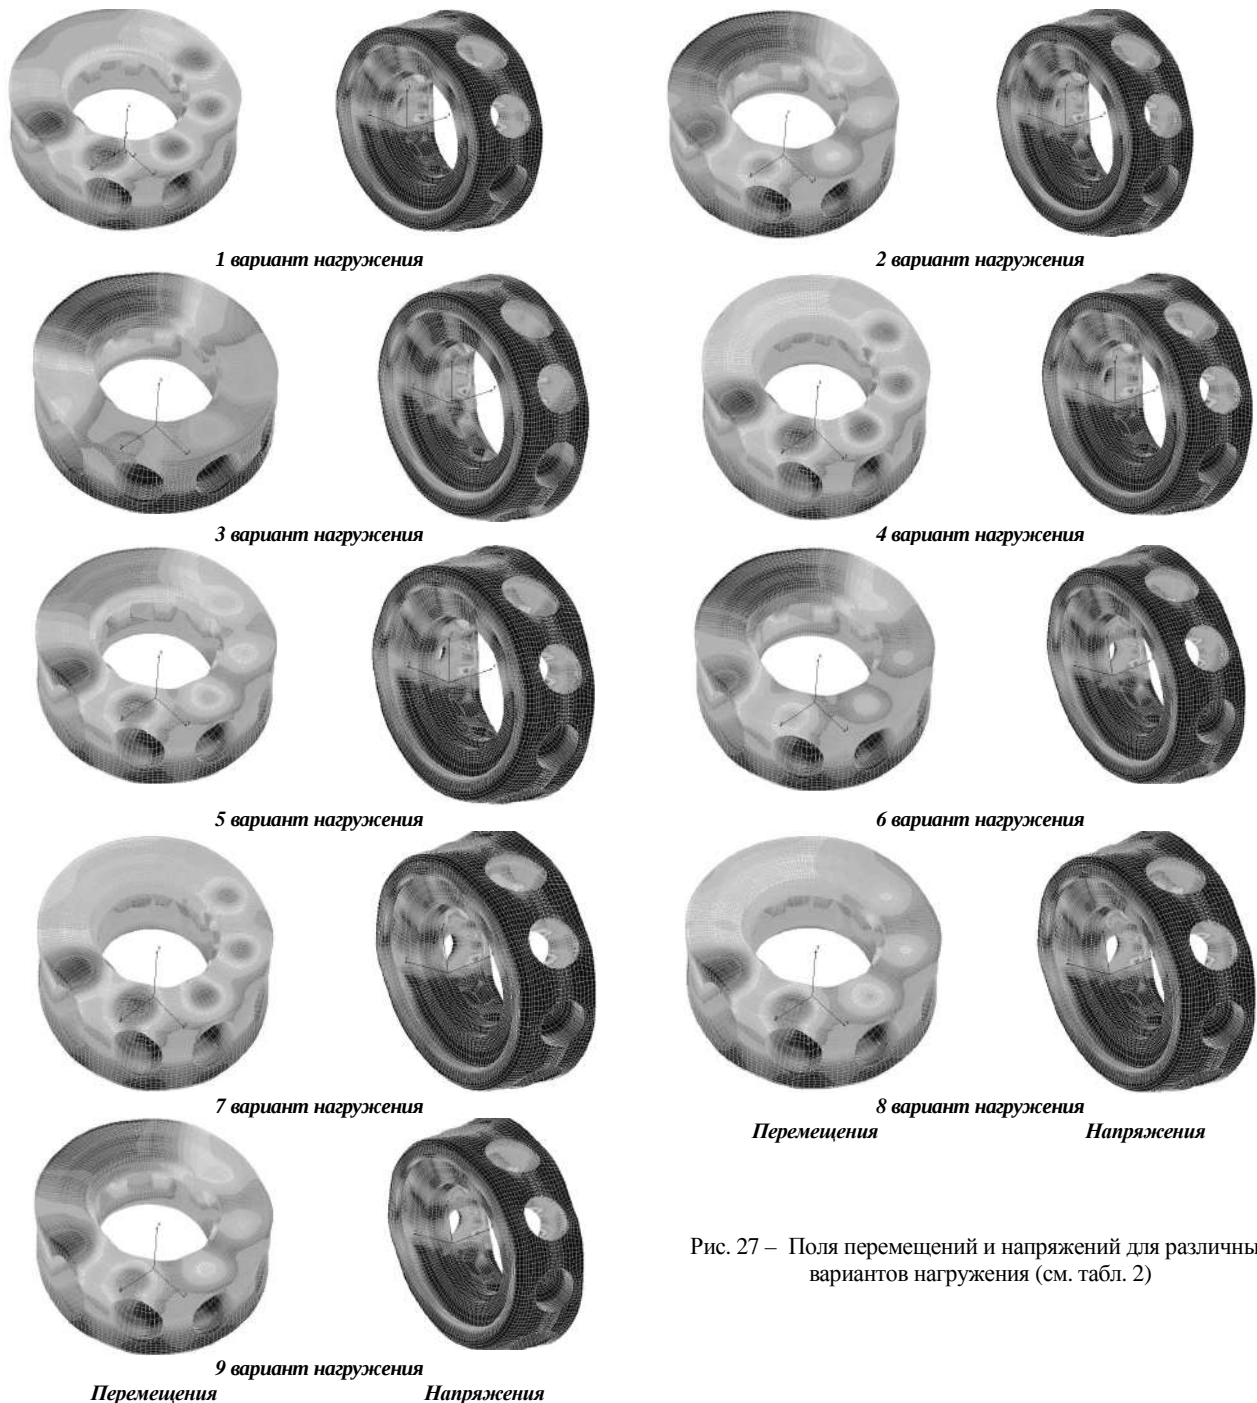 1 вариант нагружения
2 вариант нагружения
3 вариант нагружения
4 вариант нагружения
5 вариант нагружения
6 вариант нагружения
7 вариант нагружения
8 вариант нагружения
Перемещения
Напряжения
9 вариант нагружения
Перемещения
Напряжения
Рис. 27 – Поля перемещений и напряжений для различны
вариантов нагружения (см. табл. 2)